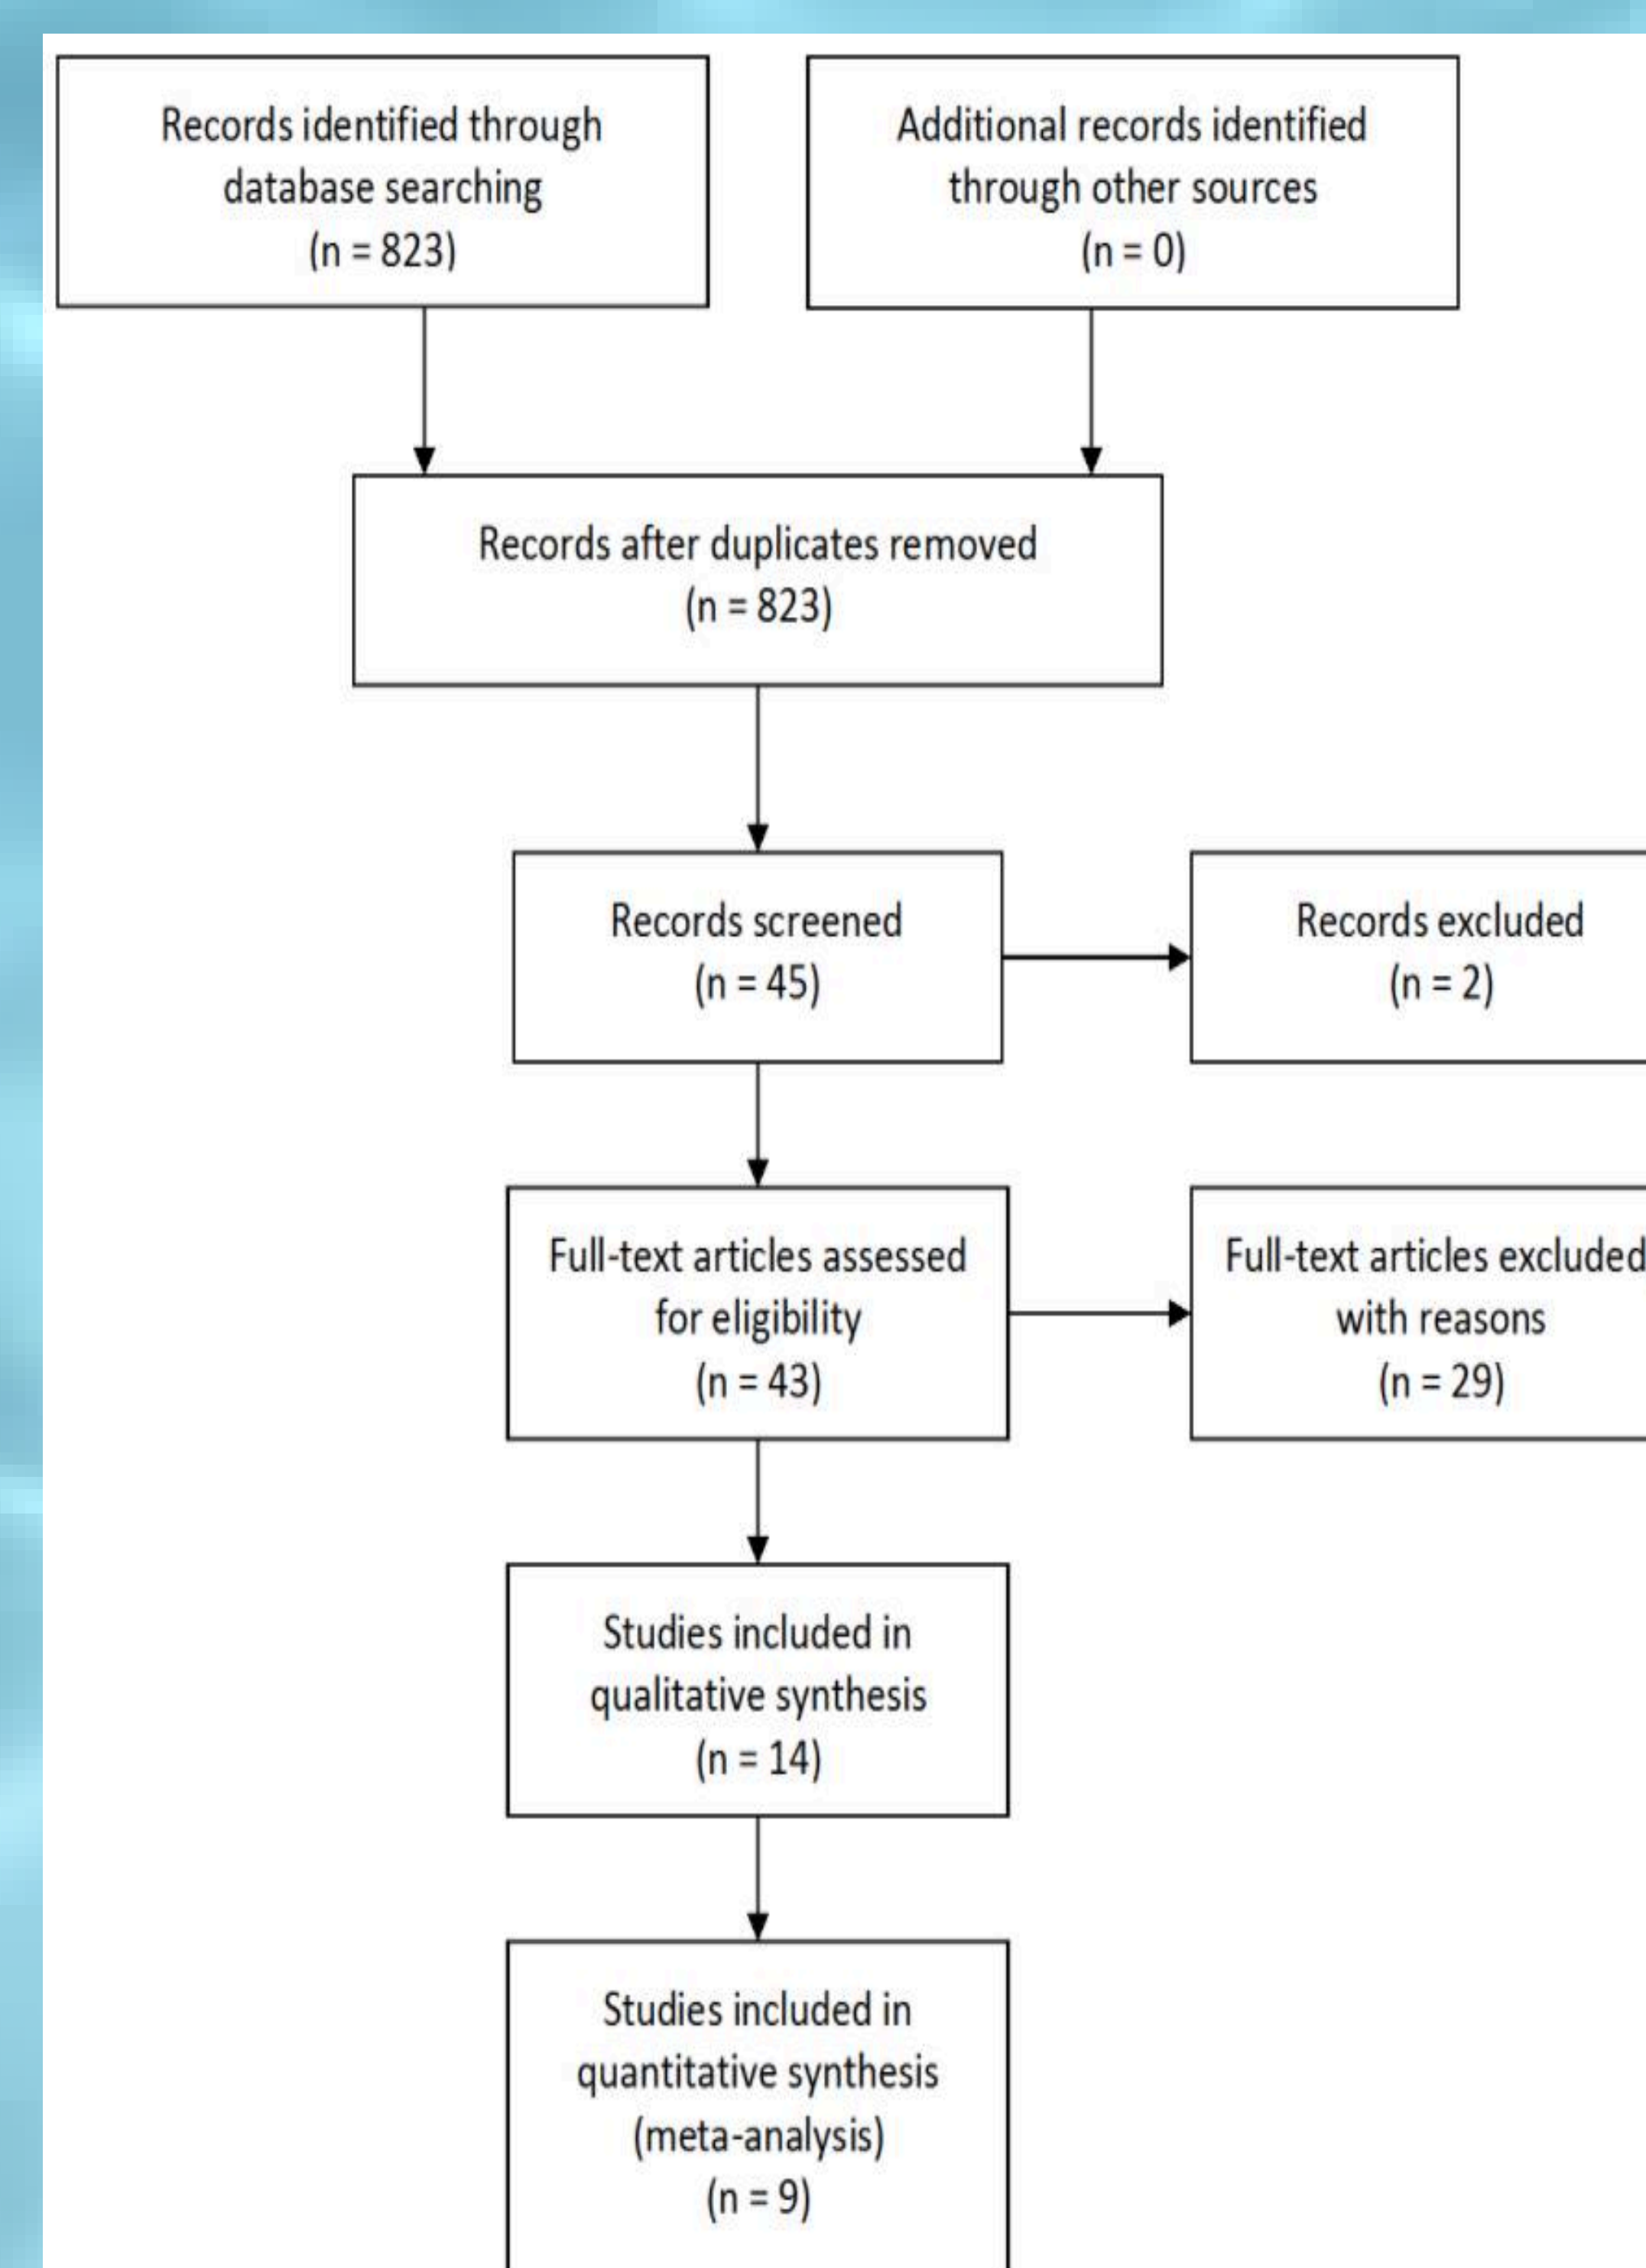 Records identified through
database searching
(n = 823)
Additional records identified
through other sources
(n = 0)
Records after duplicates removed
(n = 823)
Records screened
(n = 45)
Records excluded
(n = 2)
Full-text articles assessed
for eligibility
(n = 43)
Full-text articles excluded
with reasons
(n = 29)
Studies included in
qualitative synthesis
(n = 14)
Studies included in
quantitative synthesis
(meta-analysis)
(n = 9)